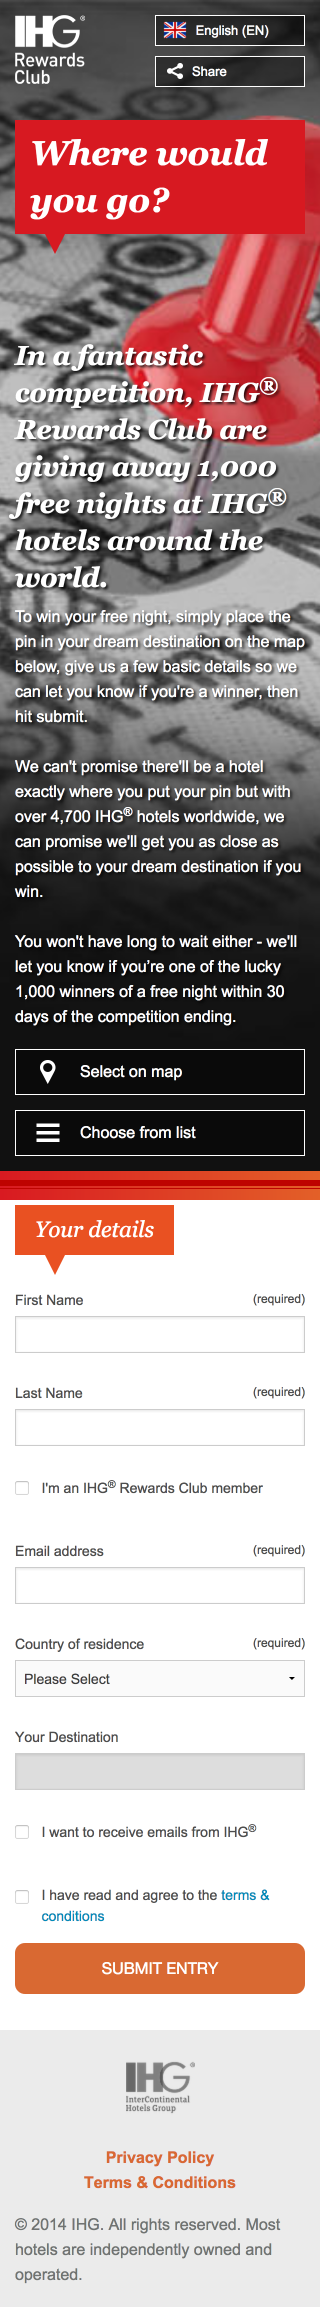 IHG®
Rewards
Club
English (EN)
Share
Where would
you go?
In a fantastic
competition, IHG®
Rewards Club are
giving away 1,000
free nights at IHG®
hotels around the
world.
To win your free night, simply place the
pin in your dream destination on the map
below, give us a few basic details so we
can let you know if you're a winner, then
hit submit.
We can't promise there'll be a hotel
exactly where you put your pin but with
over 4,700 IHG® hotels worldwide, we
can promise we'll get you as close as
possible to your dream destination if you
win.
You won't have long to wait either - we'll
let you know if you’re one of the lucky
1,000 winners of a free night within 30
days of the competition ending.
Select on map
Choose from list
Your details
First Name (required)
Last Name (required)
I'm an IHG® Rewards Club member
Email address (required)
Country of residence (required)
Please Select
Your Destination
I want to receive emails from IHG®
I have read and agree to the terms &
conditions
SUBMIT ENTRY
IHG®
InterContinental
Hotels Group
Privacy Policy
Terms & Conditions
© 2014 IHG. All rights reserved. Most
hotels are independently owned and
operated.